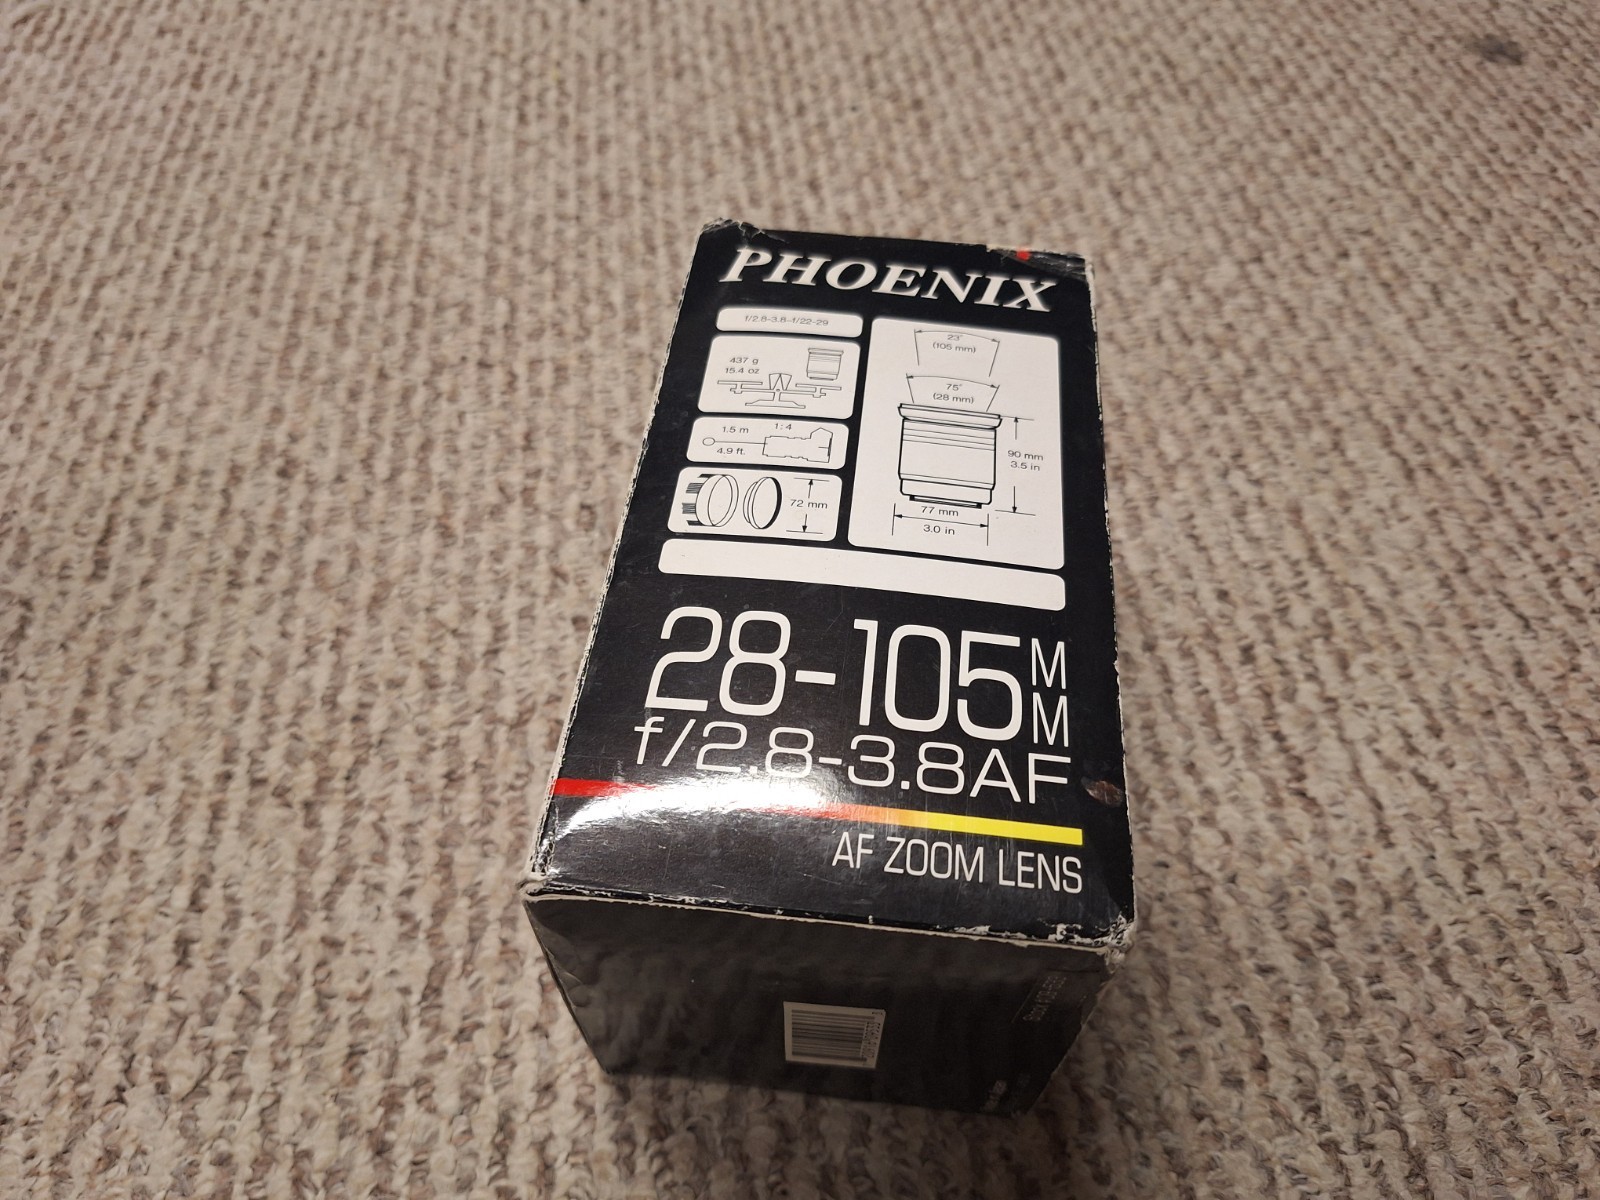 PHOENIX
f/2.8-3.8-f/22-29
437 g
15.4 oz
1.5 m 1:4
4.9 ft.
72 mm
23°
(105 mm)
75°
(28 mm)
90 mm
3.5 in
77 mm
3.0 in
28-105MM
f/2.8-3.8AF
AF ZOOM LENS